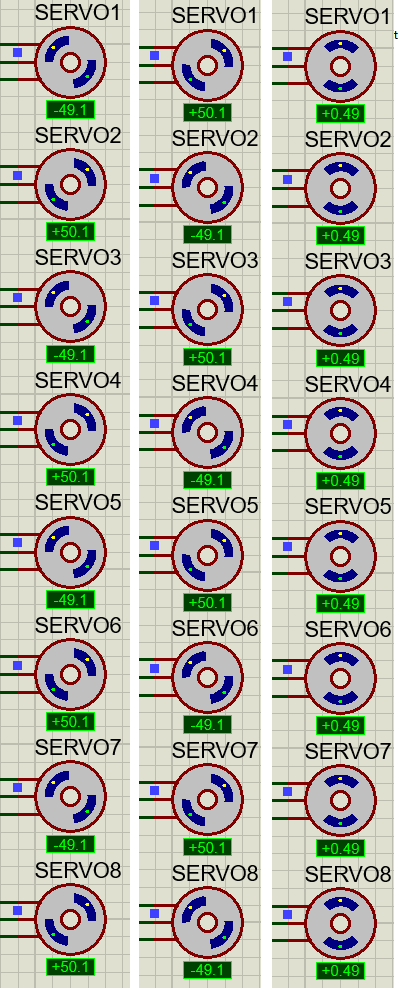 SERVO1 SERVO1 SERVO1
t
-49.1 +50.1 +0.49
SERVO2 SERVO2 SERVO2
+50.1 -49.1 +0.49
SERVO3 SERVO3 SERVO3
-49.1 +50.1 +0.49
SERVO4 SERVO4 SERVO4
+50.1 -49.1 +0.49
SERVO5 SERVO5 SERVO5
-49.1 +50.1 +0.49
SERVO6 SERVO6 SERVO6
+50.1 -49.1 +0.49
SERVO7 SERVO7 SERVO7
-49.1 +50.1 +0.49
SERVO8 SERVO8 SERVO8
+50.1 -49.1 +0.49